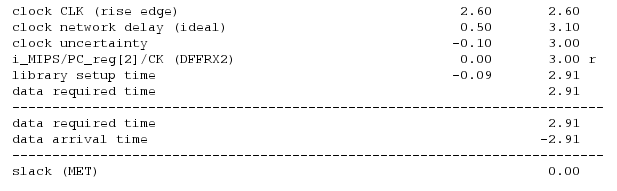 clock CLK (rise edge) 2.60 2.60
clock network delay (ideal) 0.50 3.10
clock uncertainty -0.10 3.00
i_MIPS/PC_reg[2]/CK (DFFRX2) 0.00 3.00 r
library setup time -0.09 2.91
data required time 2.91
--------------------------------------------------------------------------
data required time 2.91
data arrival time -2.91
--------------------------------------------------------------------------
slack (MET) 0.00